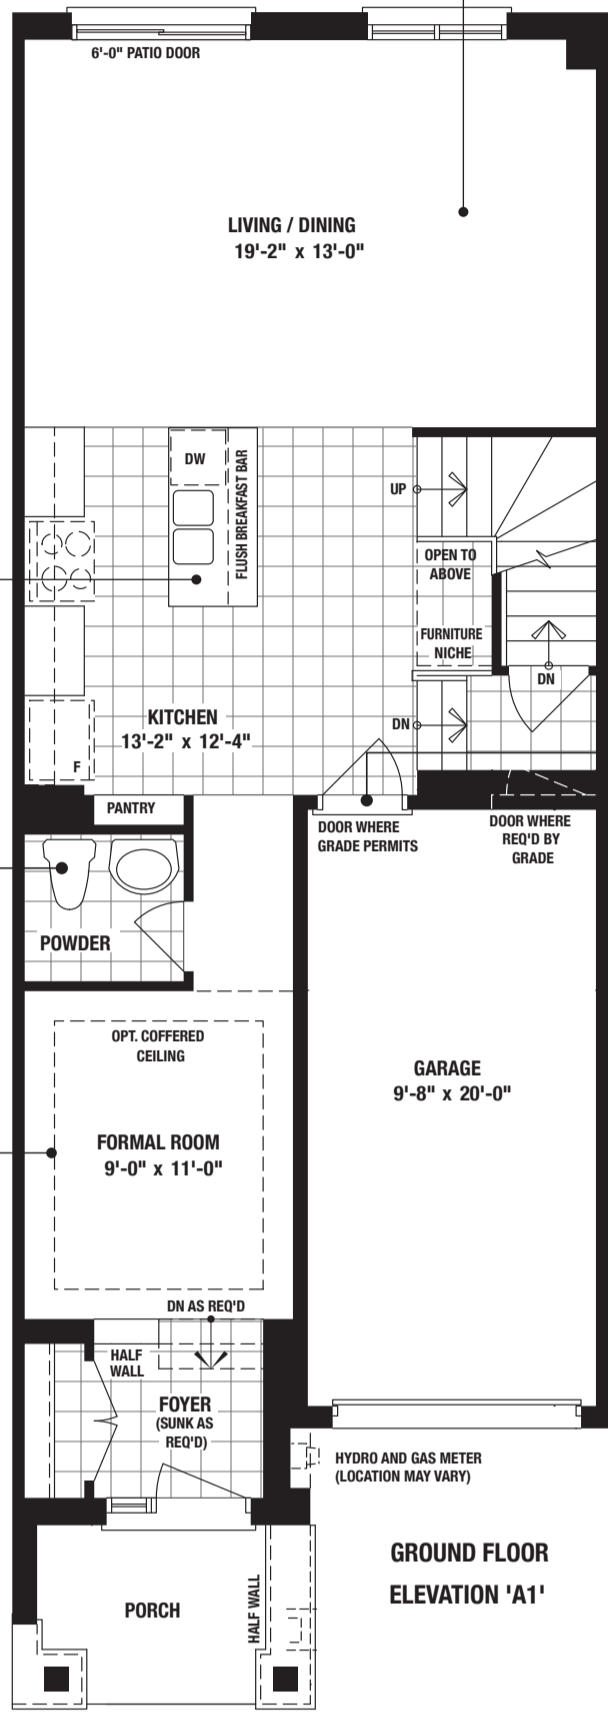 6'-0" PATIO DOOR
LIVING / DINING
19'-2" x 13'-0"
DW
FLUSH BREAKFAST BAR
UP
OPEN TO
ABOVE
FURNITURE
NICHE
DN
KITCHEN
13'-2" x 12'-4"
DN
F
PANTRY
DOOR WHERE
GRADE PERMITS
DOOR WHERE
REQ'D BY
GRADE
POWDER
OPT. COFFERED
CEILING
GARAGE
9'-8" x 20'-0"
FORMAL ROOM
9'-0" x 11'-0"
DN AS REQ'D
HALF
WALL
FOYER
(SUNK AS
REQ'D)
HYDRO AND GAS METER
(LOCATION MAY VARY)
GROUND FLOOR
ELEVATION 'A1'
PORCH
HALF WALL